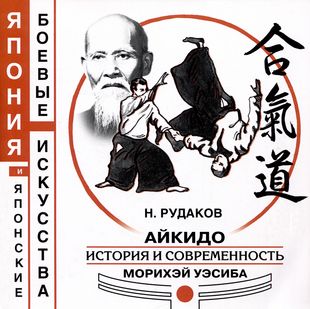 ЯПОНИЯ
и
ЯПОНСКИЕ
БОЕВЫЕ
ИСКУССТВА
合氣道
Н. РУДАКОВ
АЙКИДО
ИСТОРИЯ И СОВРЕМЕННОСТЬ
МОРИХЭЙ УЭСИБА